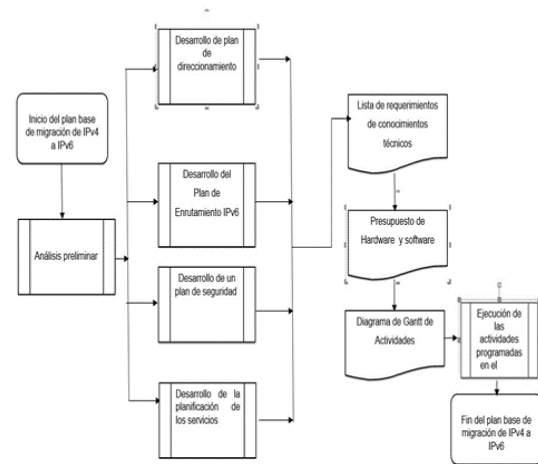 Inicio del plan base
de migración de IPv4
a IPv6
Análisis preliminar
Desarrollo de plan
de
direccionamiento
Desarrollo del
Plan de
Enrutamiento IPv6
Desarrollo de un
plan de seguridad
Desarrollo de la
planificación de
los servicios
Lista de requerimientos
de conocimientos
técnicos
Presupuesto de
Hardware y software
Diagrama de Gantt de
Actividades
Ejecución de
las
actividades
programadas
en el
Fin del plan base de
migración de IPv4 a
IPv6